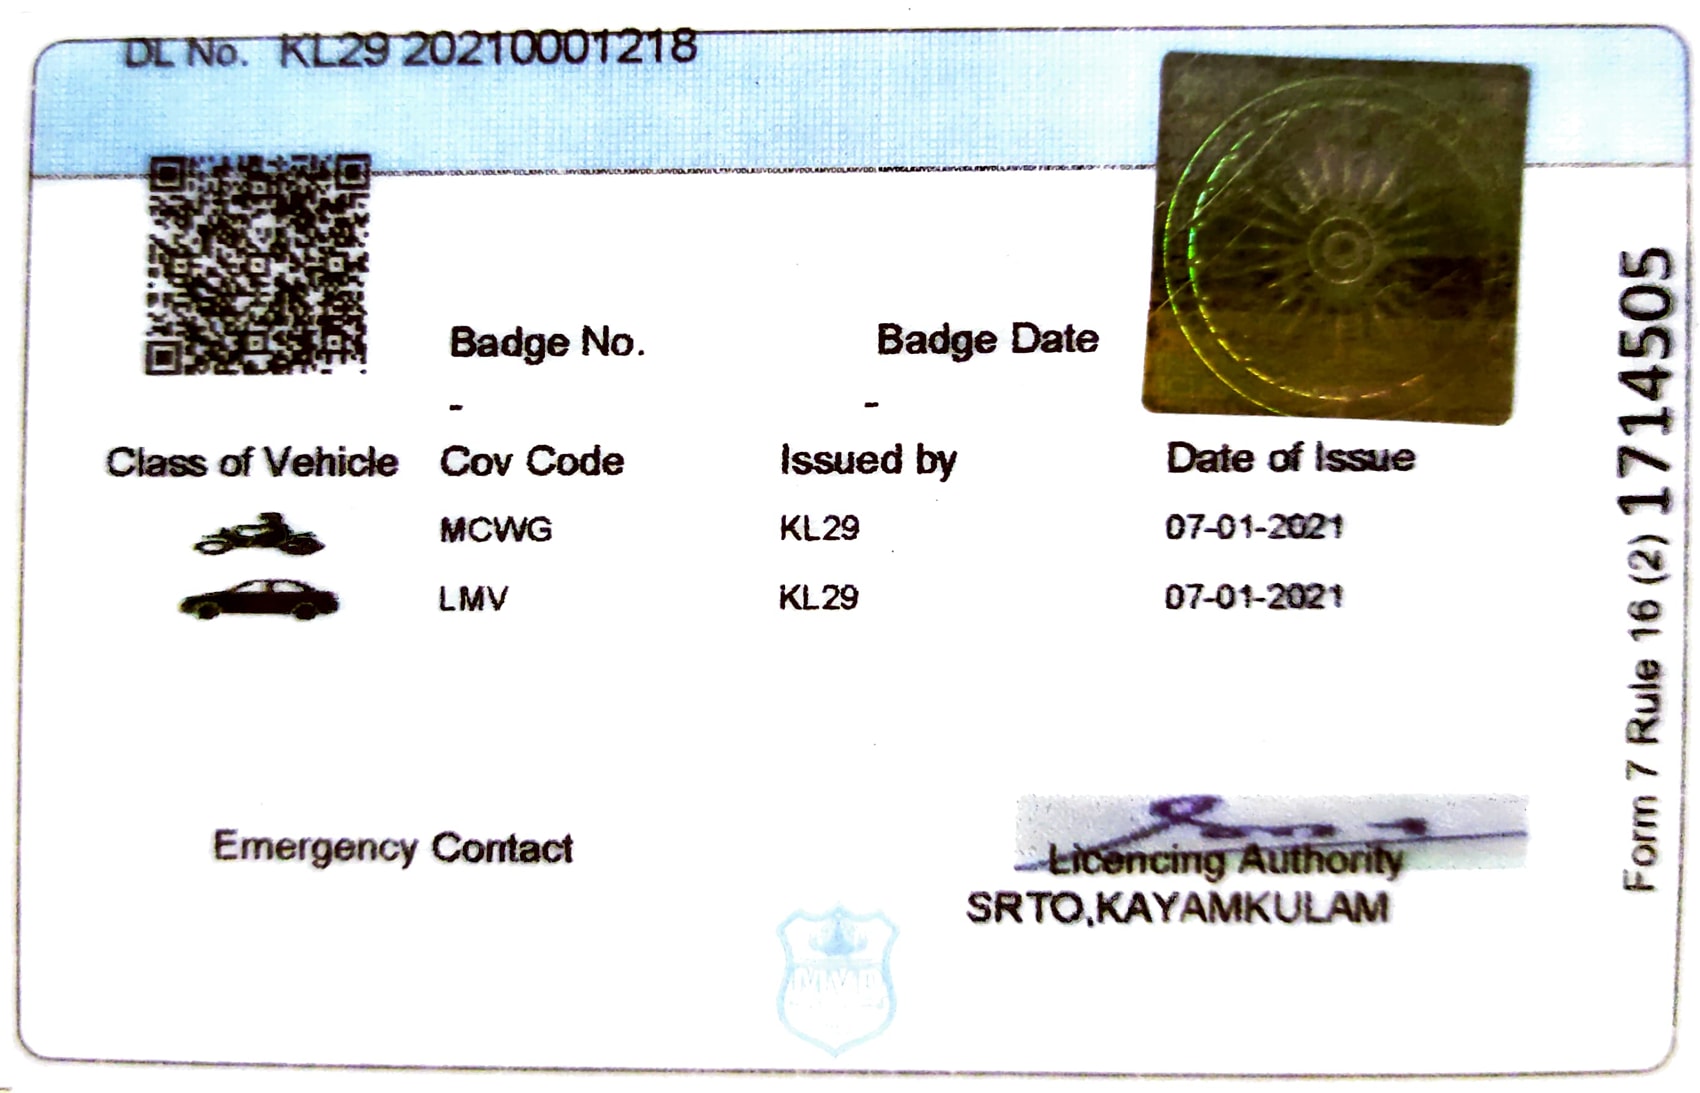 DL No. KL29 20210001218
Badge No. Badge Date
- -
Class of Vehicle Cov Code Issued by Date of Issue
MCWG KL29 07-01-2021
LMV KL29 07-01-2021
Emergency Contact
Licencing Authority
SRTO,KAYAMKULAM
MVD
Form 7 Rule 16 (2) 17145505